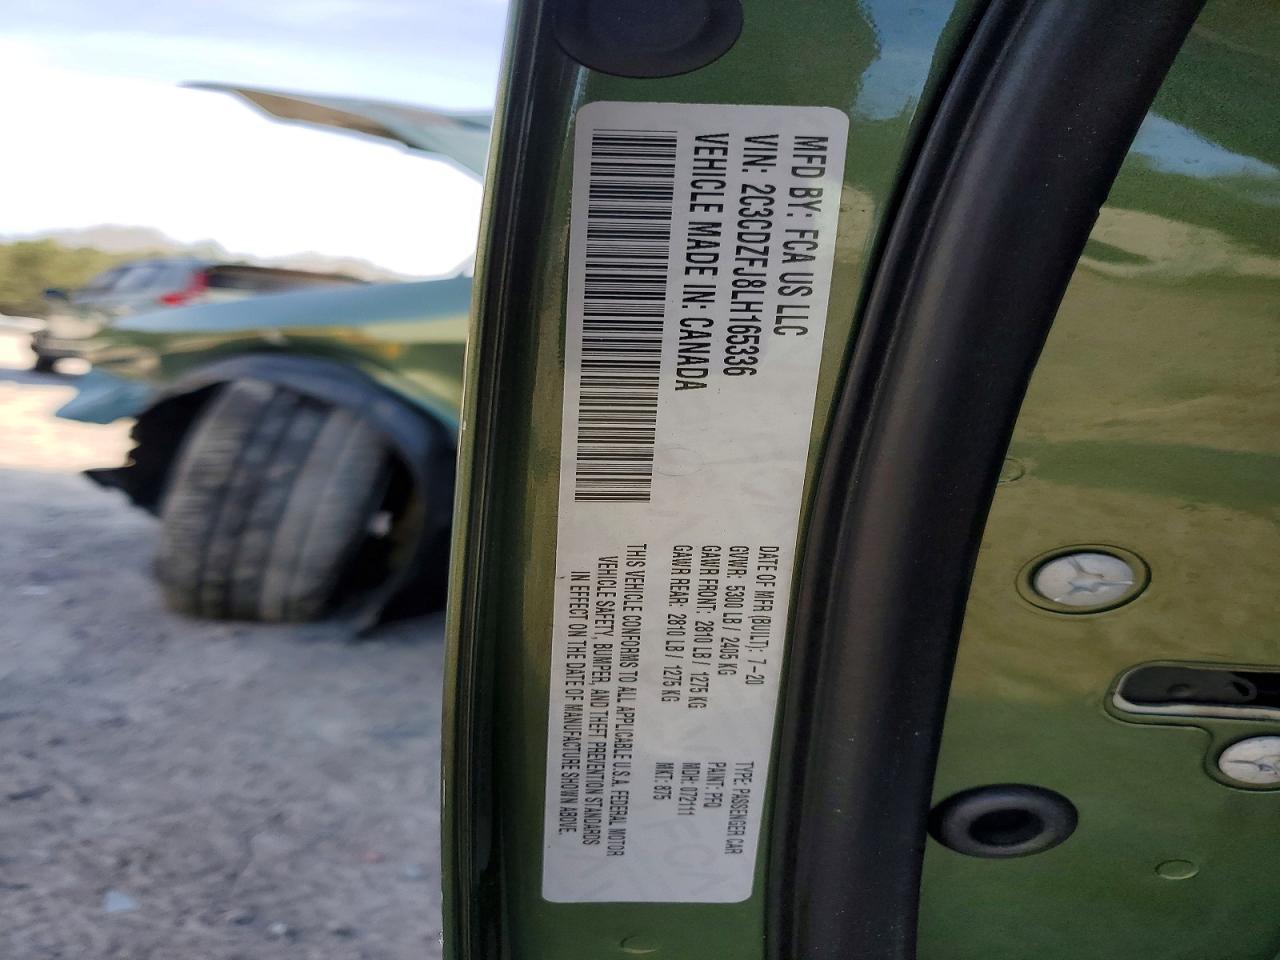 MFD BY: FCA US LLC
VIN: 2C3CDZFJ8LH165336
VEHICLE MADE IN: CANADA
DATE OF MFR (BUILT): 7-20
GVWR: 5300 LB / 2405 KG
GAWR FRONT: 2810 LB / 1275 KG
GAWR REAR: 2810 LB / 1275 KG
TYPE: PASSENGER CAR
PAINT: PFQ
MDH: 072111
MKT: 875
THIS VEHICLE CONFORMS TO ALL APPLICABLE U.S.A. FEDERAL MOTOR
VEHICLE SAFETY, BUMPER, AND THEFT PREVENTION STANDARDS
IN EFFECT ON THE DATE OF MANUFACTURE SHOWN ABOVE.